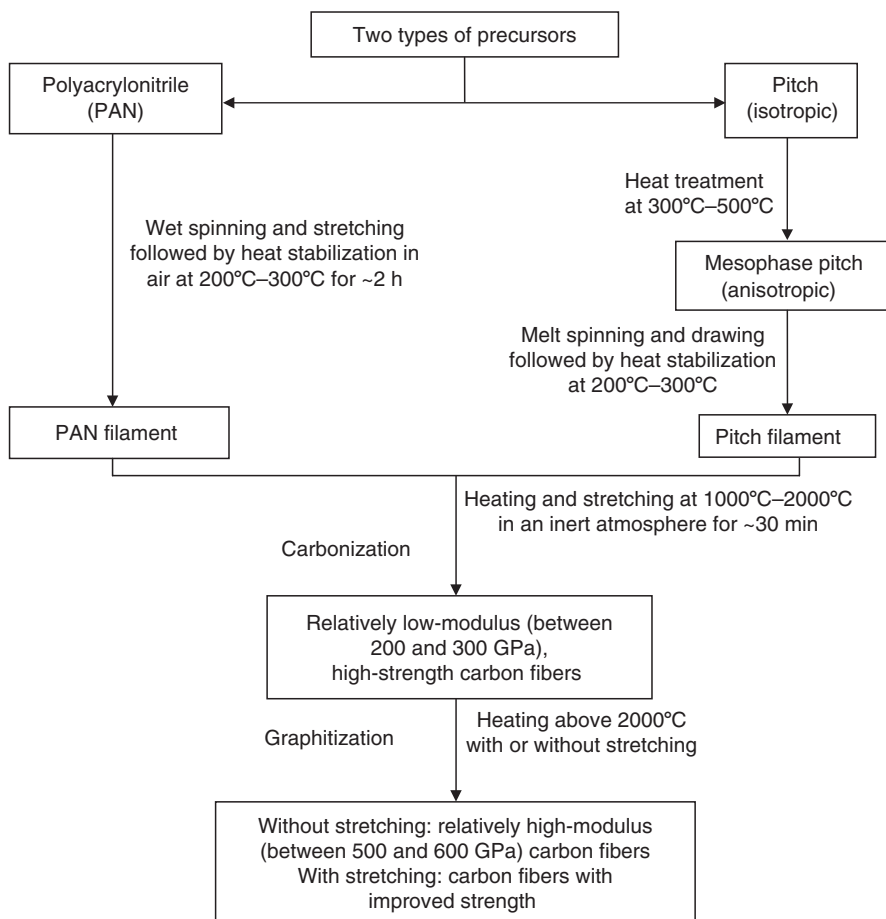 Two types of precursors
Polyacrylonitrile
(PAN)
Pitch
(isotropic)
Heat treatment
at 300°C–500°C
Wet spinning and stretching
followed by heat stabilization in
air at 200°C–300°C for ~2 h
Mesophase pitch
(anisotropic)
Melt spinning and drawing
followed by heat stabilization
at 200°C–300°C
PAN filament
Pitch filament
Heating and stretching at 1000°C–2000°C
in an inert atmosphere for ~30 min
Carbonization
Relatively low-modulus (between
200 and 300 GPa),
high-strength carbon fibers
Graphitization
Heating above 2000°C
with or without stretching
Without stretching: relatively high-modulus
(between 500 and 600 GPa) carbon fibers
With stretching: carbon fibers with
improved strength